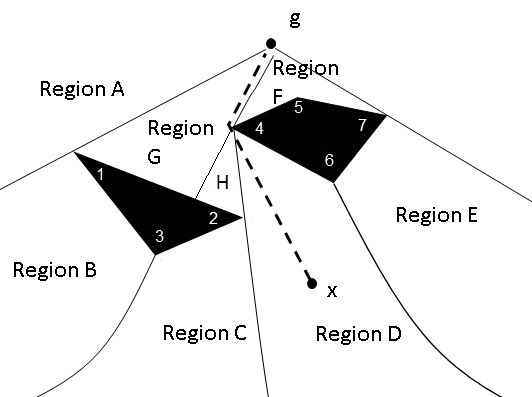 g
Region
F
Region A
Region
G
5
4
7
6
1
H
2
3
Region E
Region B
x
Region C
Region D